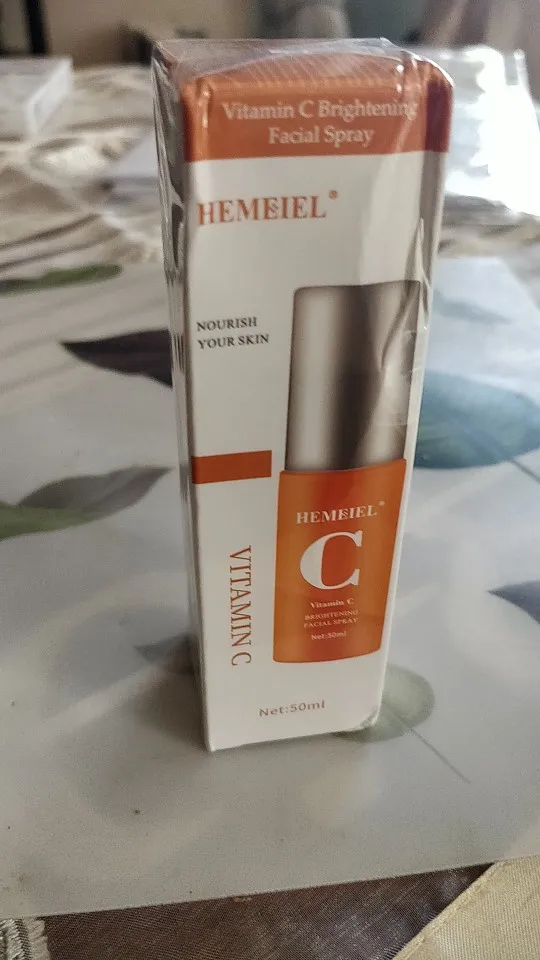 Vitamin C Brightening
Facial Spray
HEMEIEL®
NOURISH
YOUR SKIN
HEMEIEL®
C
Vitamin C
BRIGHTENING
FACIAL SPRAY
Net:50ml
VITAMIN C
Net:50ml